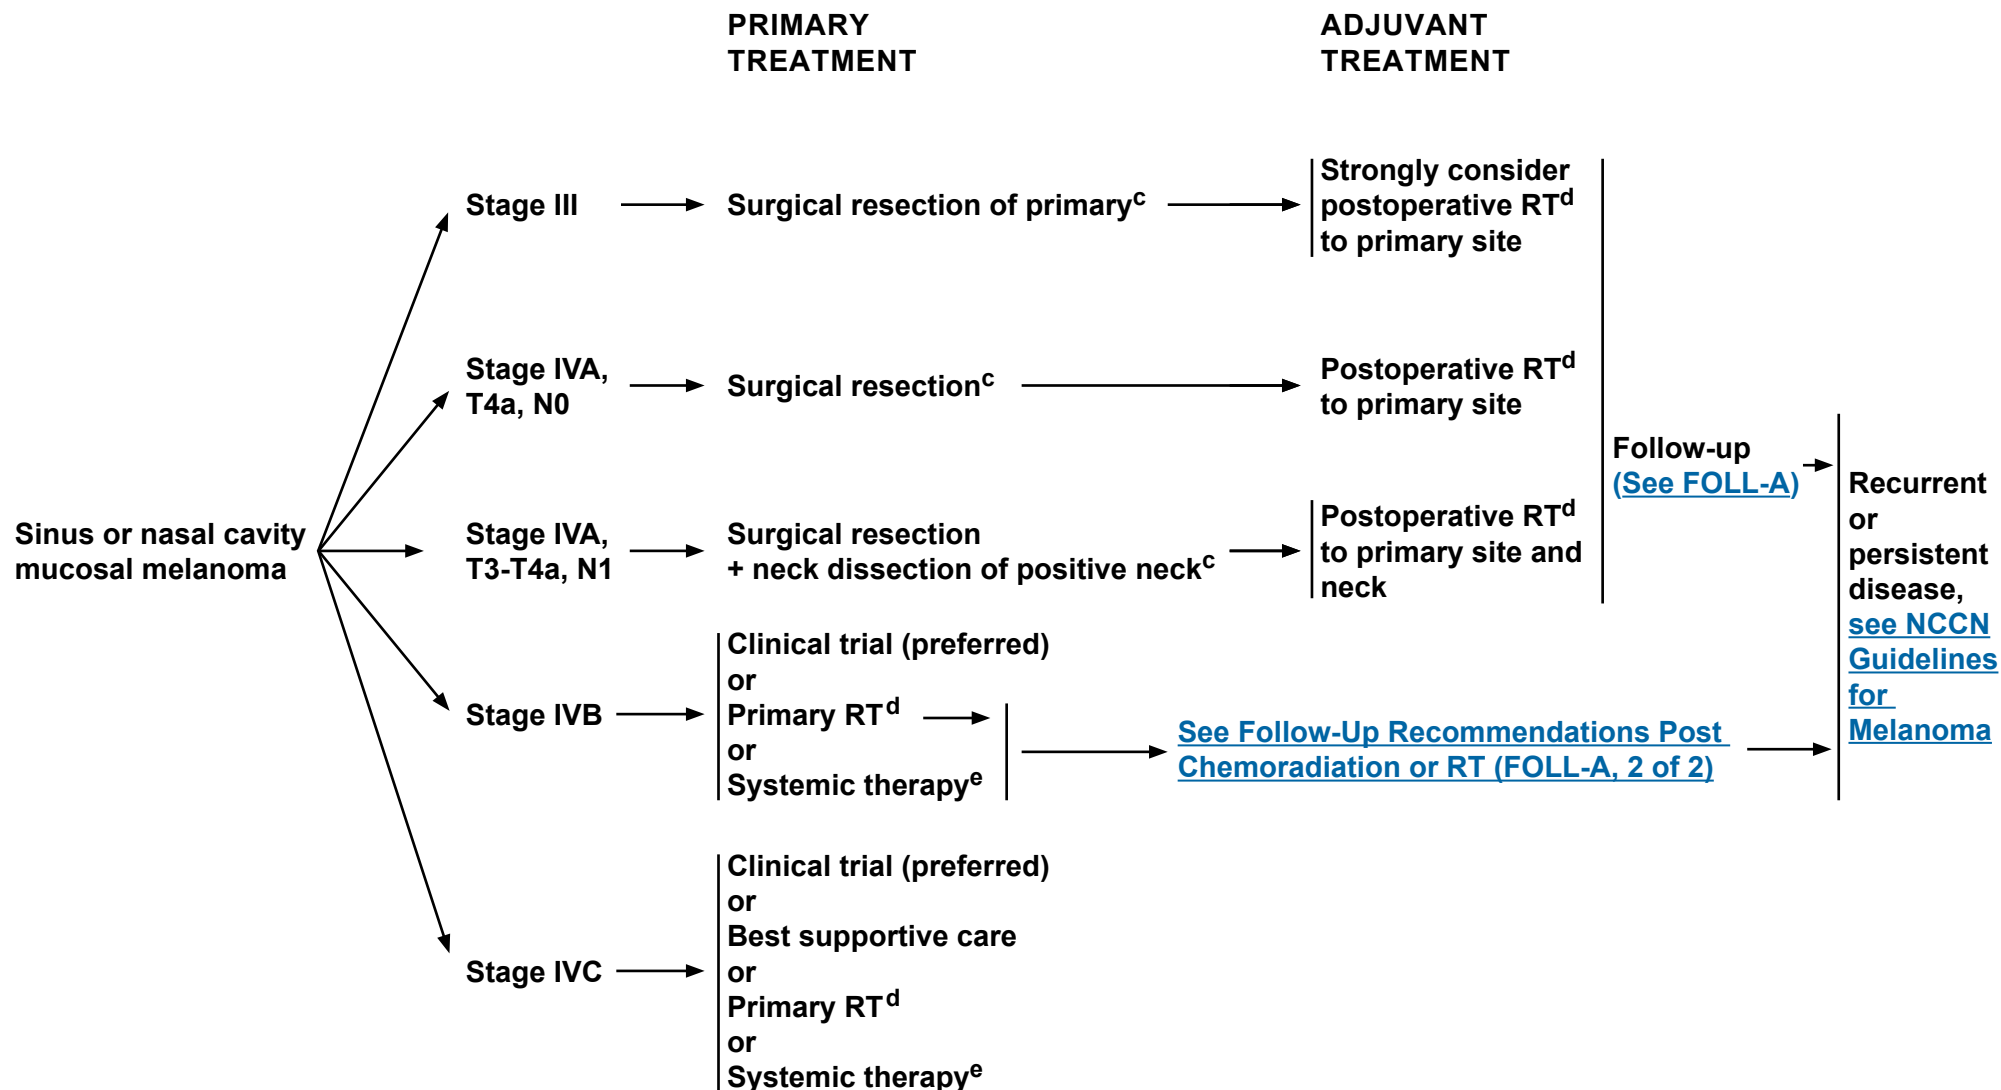 PRIMARY
TREATMENT
ADJUVANT
TREATMENT
Sinus or nasal cavity
mucosal melanoma
Stage III
Surgical resection of primaryᶜ
Strongly consider
postoperative RTᵈ
to primary site
Stage IVA,
T4a, N0
Surgical resectionᶜ
Postoperative RTᵈ
to primary site
Stage IVA,
T3-T4a, N1
Surgical resection
+ neck dissection of positive neckᶜ
Postoperative RTᵈ
to primary site and
neck
Follow-up
(See FOLL-A)
Stage IVB
Clinical trial (preferred)
or
Primary RTᵈ
or
Systemic therapyᵉ
See Follow-Up Recommendations Post
Chemoradiation or RT (FOLL-A, 2 of 2)
Recurrent
or
persistent
disease,
see NCCN
Guidelines
for
Melanoma
Stage IVC
Clinical trial (preferred)
or
Best supportive care
or
Primary RTᵈ
or
Systemic therapyᵉ